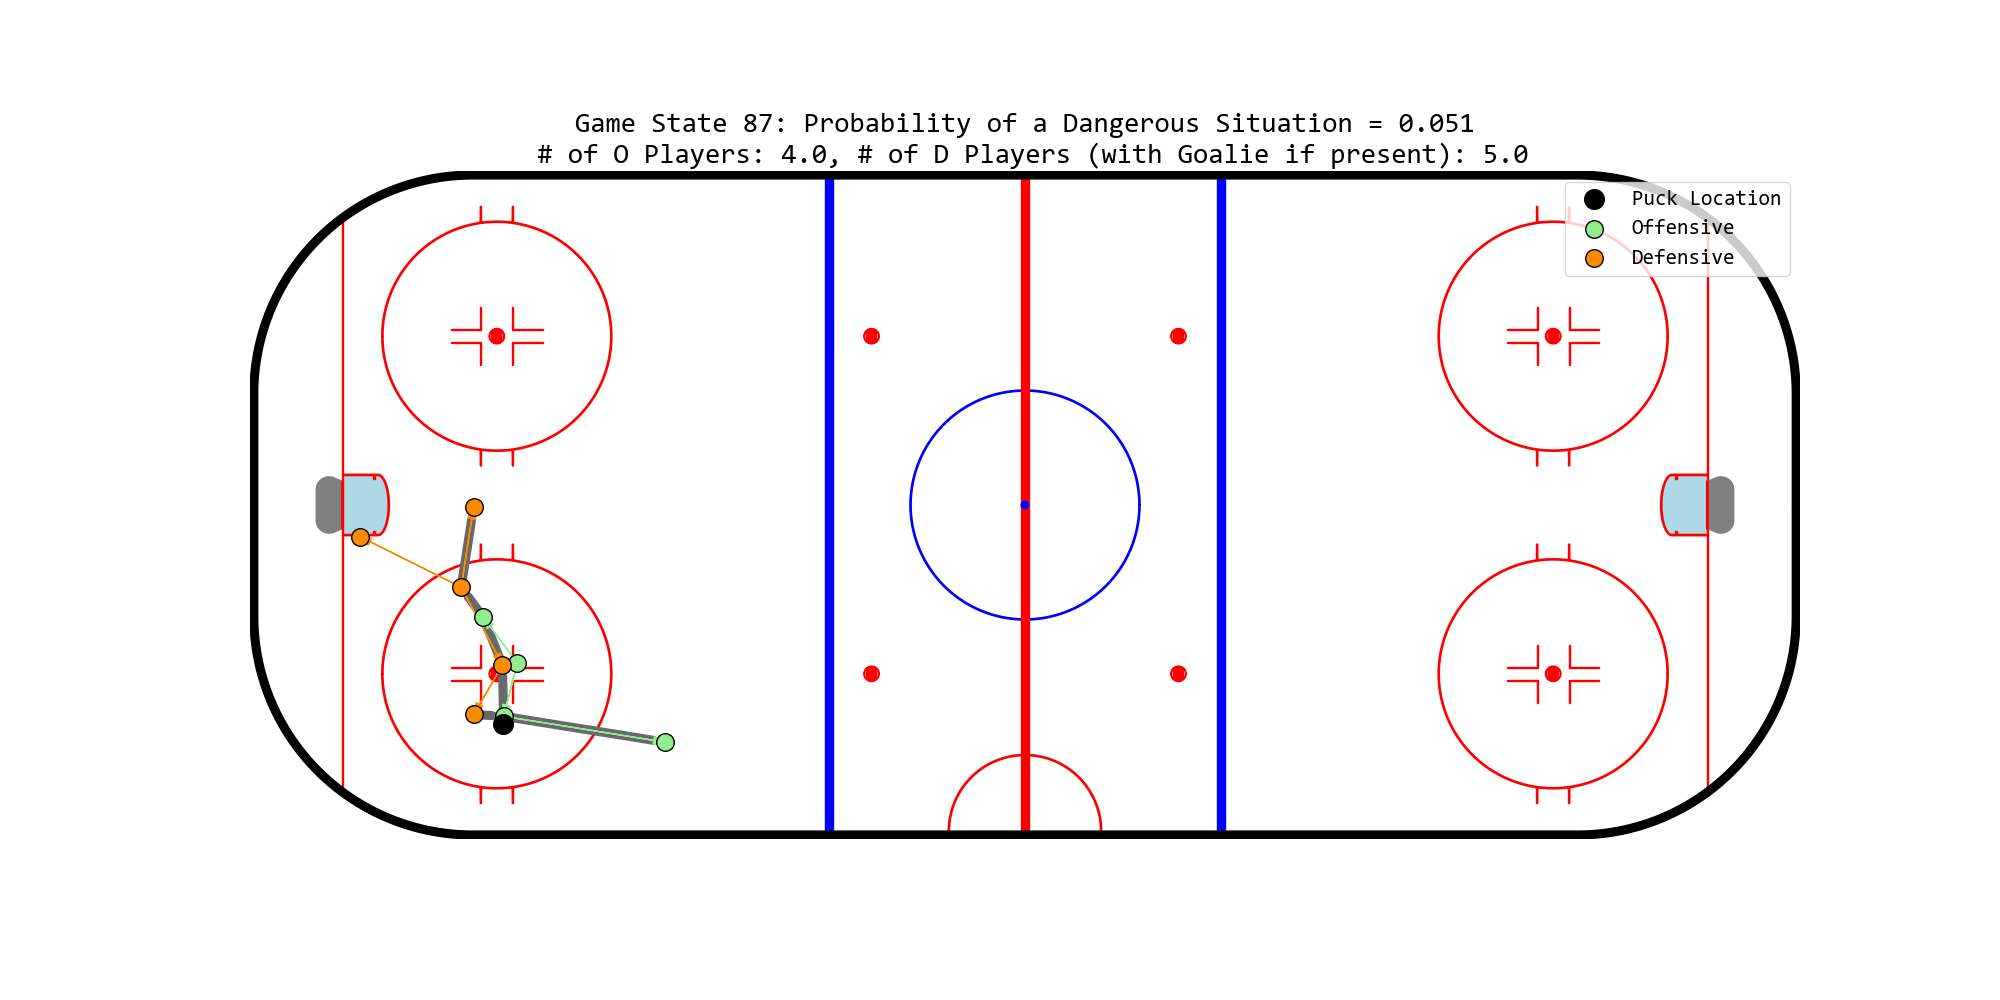 Game State 87: Probability of a Dangerous Situation = 0.051
# of O Players: 4.0, # of D Players (with Goalie if present): 5.0
Puck Location
Offensive
Defensive